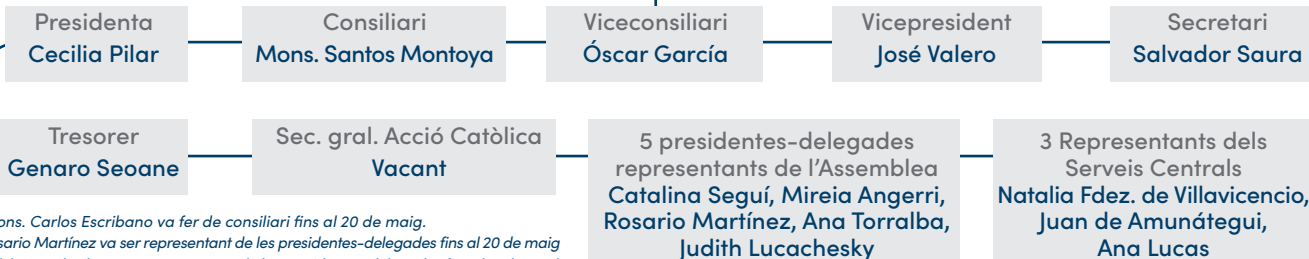 Presidenta
Cecilia Pilar
Consiliari
Mons. Santos Montoya
Viceconsiliari
Óscar García
Vicepresident
José Valero
Secretari
Salvador Saura
Tresorer
Genaro Seoane
Sec. gral. Acció Catòlica
Vacant
5 presidentes-delegades
representants de l’Assemblea
Catalina Seguí, Mireia Angerri,
Rosario Martínez, Ana Torralba,
Judith Lucachesky
3 Representants dels
Serveis Centrals
Natalia Fdez. de Villavicencio,
Juan de Amunátegui,
Ana Lucas
Carlos Escribano va fer de consiliari fins al 20 de maig.
Martínez va ser representant de les presidentes-delegades fins al 20 de maig